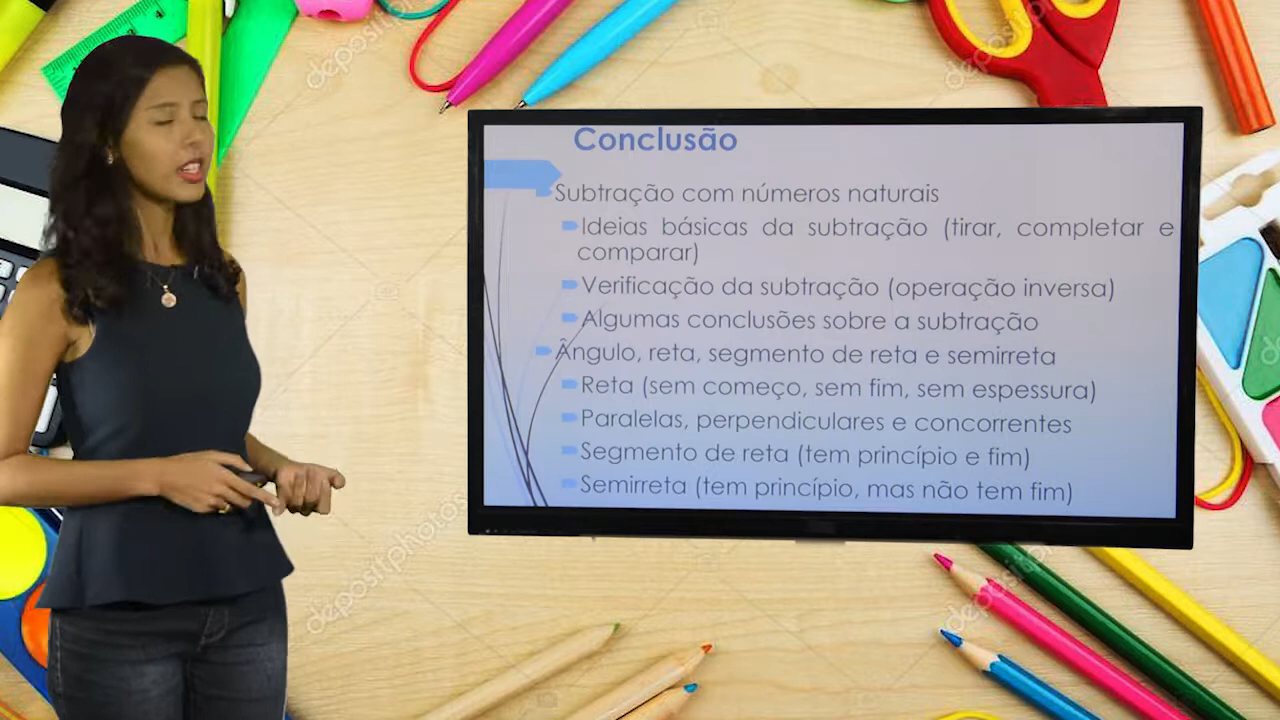 Conclusão
Subtração com números naturais
Ideias básicas da subtração (tirar, completar e
comparar)
Verificação da subtração (operação inversa)
Algumas conclusões sobre a subtração
Ângulo, reta, segmento de reta e semirreta
Reta (sem começo, sem fim, sem espessura)
Paralelas, perpendiculares e concorrentes
Segmento de reta (tem princípio e fim)
Semirreta (tem princípio, mas não tem fim)
depositphotos
depositphotos